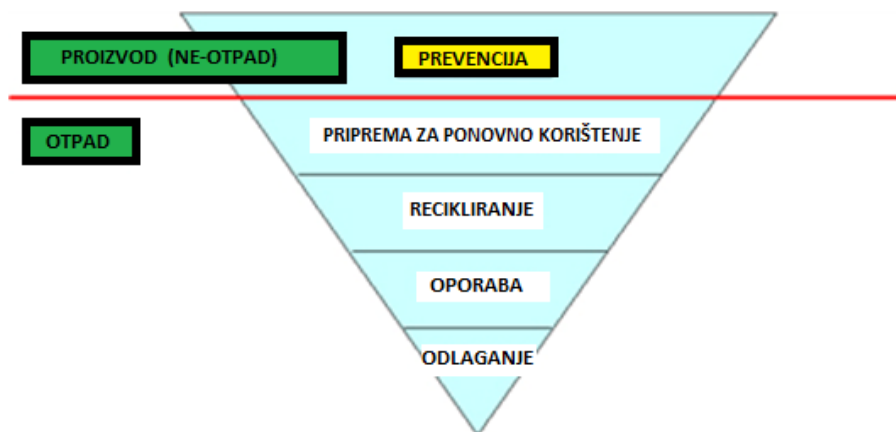 PROIZVOD (NE-OTPAD)
PREVENCIJA
OTPAD
PRIPREMA ZA PONOVNO KORIŠTENJE
RECIKLIRANJE
OPORABA
ODLAGANJE